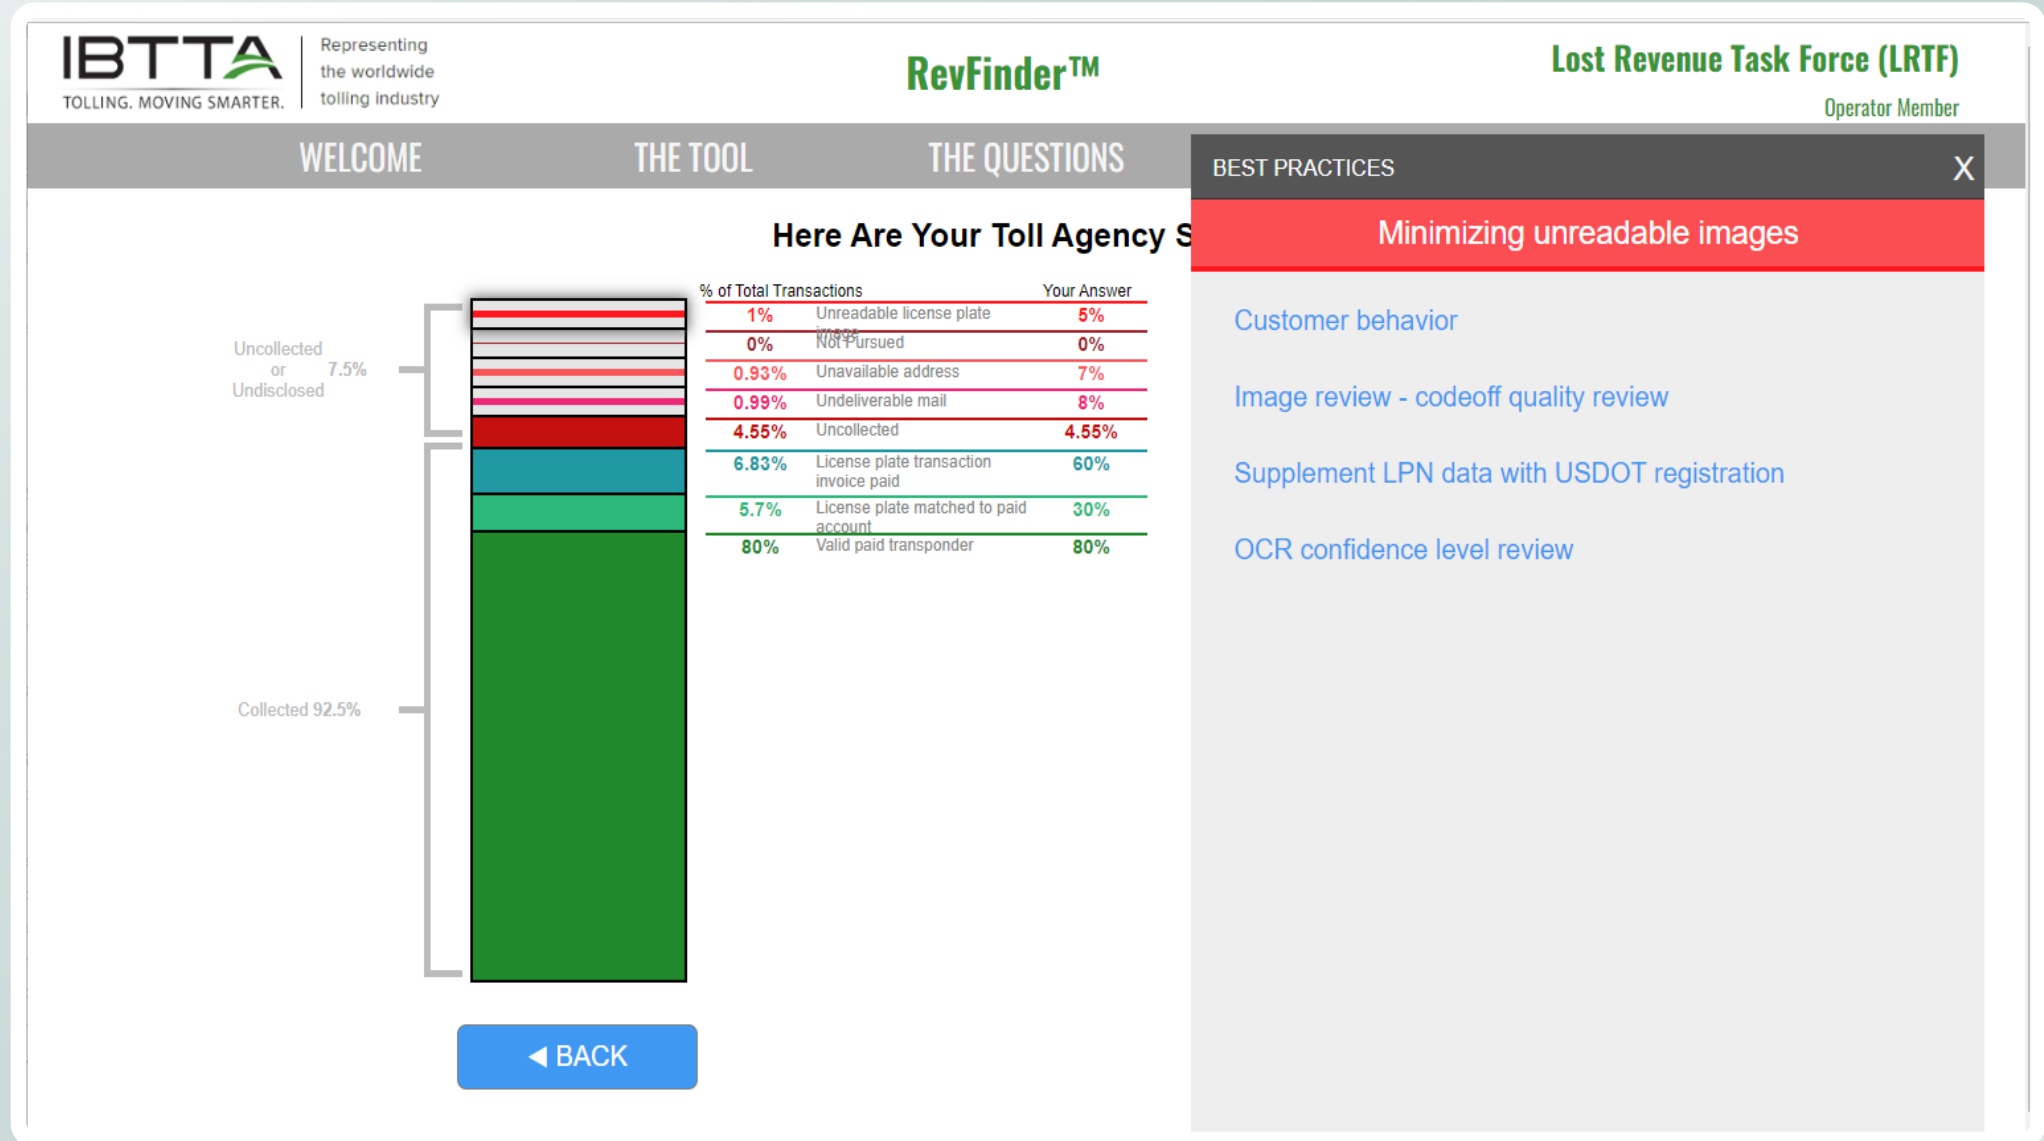 IBTTA
TOLLING. MOVING SMARTER.
Representing
the worldwide
tolling industry
RevFinder™
Lost Revenue Task Force (LRTF)
Operator Member
WELCOME
THE TOOL
THE QUESTIONS
BEST PRACTICES
X
Here Are Your Toll Agency S
Minimizing unreadable images
Customer behavior
Image review - codeoff quality review
Supplement LPN data with USDOT registration
OCR confidence level review
% of Total Transactions Your Answer
1% Unreadable license plate 5%
image
0% Not Pursued 0%
0.93% Unavailable address 7%
0.99% Undeliverable mail 8%
4.55% Uncollected 4.55%
6.83% License plate transaction 60%
invoice paid
5.7% License plate matched to paid 30%
account
80% Valid paid transponder 80%
Uncollected
or 7.5%
Undisclosed
Collected 92.5%
◀ BACK